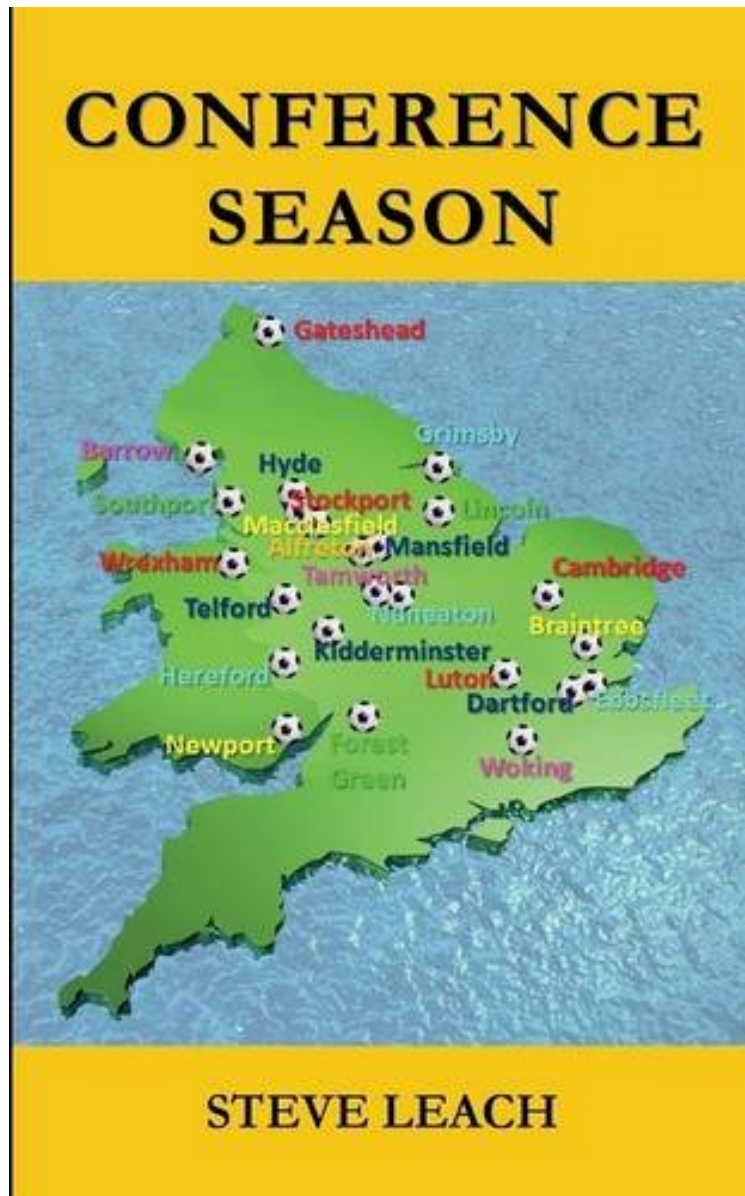 CONFERENCE
SEASON
Gateshead
Grimsby
Barrow
Hyde
Southport
Stockport
Lincoln
Macclesfield
Alfreton
Mansfield
Wrexham
Tamworth
Cambridge
Telford
Nuneaton
Braintree
Kidderminster
Hereford
Luton
Dartford
Ebbsfleet
Newport
Forest
Green
Woking
STEVE LEACH